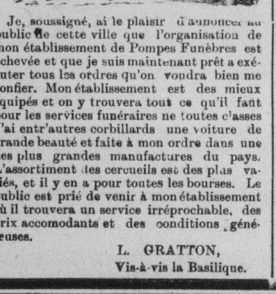 Je, soussigné, ai le plaisir d'annoncer au
public de cette ville que l'organisation de
mon établissement de Pompes Funèbres est
chevée et que je suis maintenant prêt a exé-
uter tous les ordres qu'on voudra bien me
onfier. Mon établissement est des mieux
quipés et on y trouvera tout ce qu'il faut
our les services funéraires de toutes c'asses
'ai entr'autres corbillards une voiture de
rande beauté et faite à mon ordre dans une
es plus grandes manufactures du pays.
'assortiment des cercueils est des plus va-
iés, et il y en a pour toutes les bourses. Le
ublic est prié de venir à mon établissement
ù il trouvera un service irréprochable, des
rix accomodants et des conditions géné-
euses.
L. GRATTON,
Vis-à-vis la Basilique.